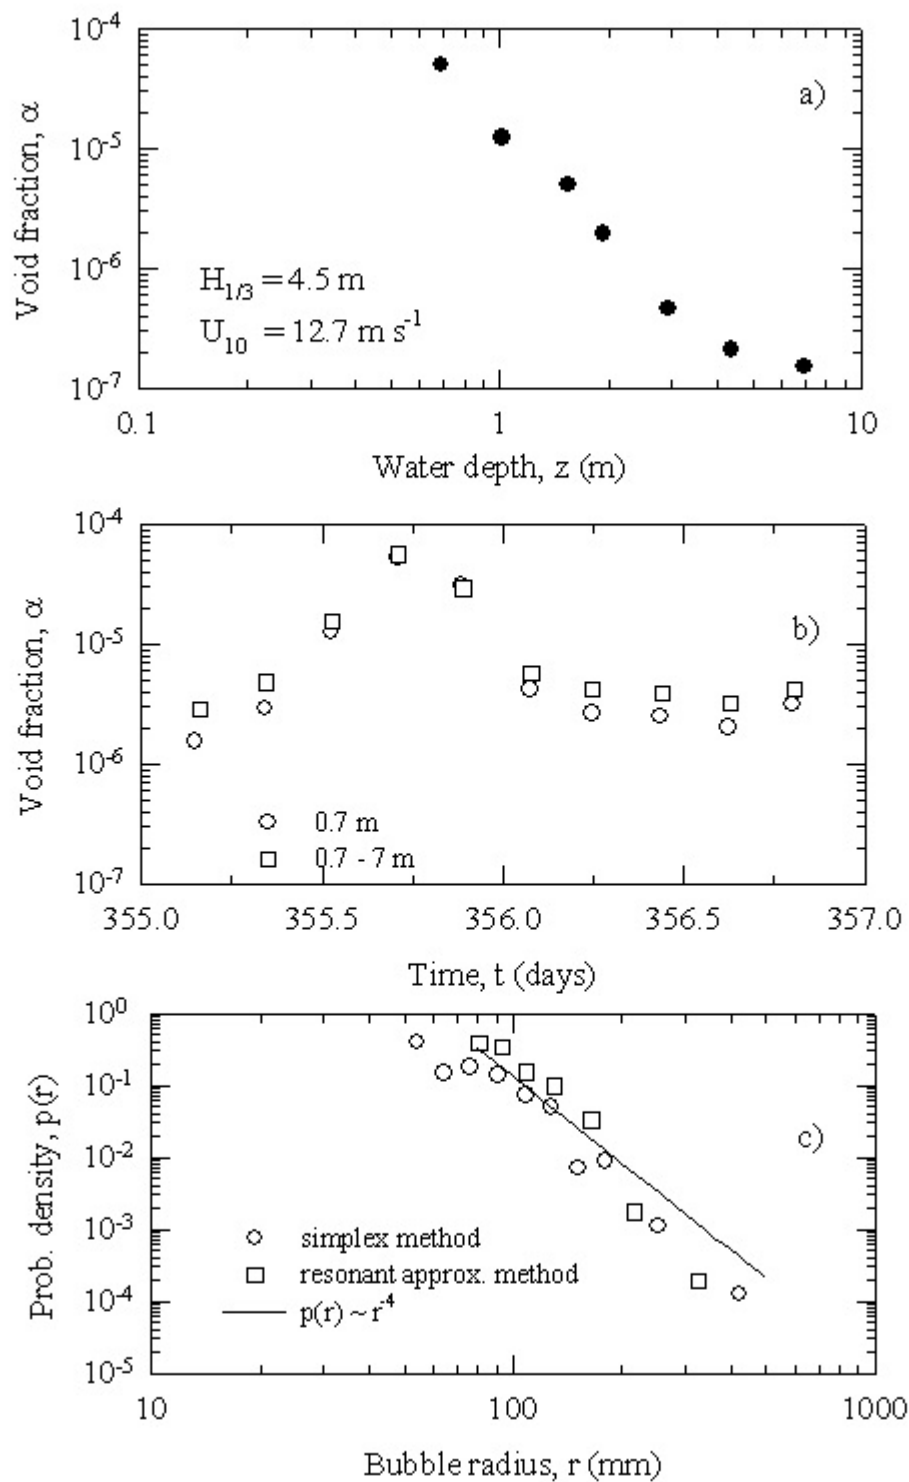 10⁻⁴
10⁻⁵
10⁻⁶
10⁻⁷
Void fraction, α
a)
H₁/₃ = 4.5 m
U₁₀ = 12.7 m s⁻¹
0.1 1 10
Water depth, z (m)
10⁻⁴
10⁻⁵
10⁻⁶
10⁻⁷
Void fraction, α
b)
0.7 m
0.7 - 7 m
355.0 355.5 356.0 356.5 357.0
Time, t (days)
10⁰
10⁻¹
10⁻²
10⁻³
10⁻⁴
10⁻⁵
Prob. density, p(r)
c)
simplex method
resonant approx. method
p(r) ~ r⁻⁴
10 100 1000
Bubble radius, r (mm)